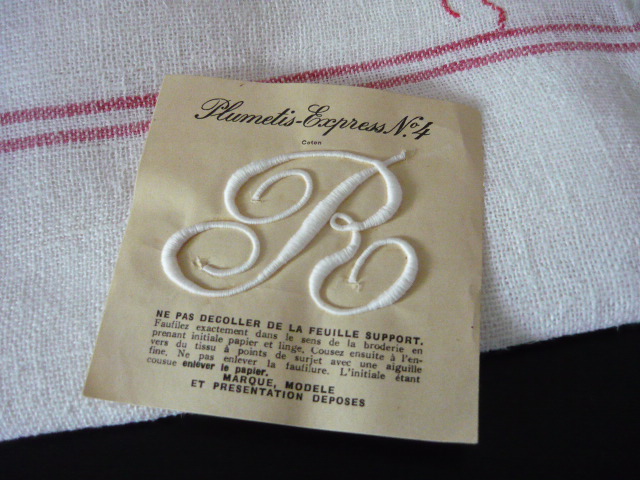 Plumetis-Express Nº 4
Coton
R
NE PAS DECOLLER DE LA FEUILLE SUPPORT.
Faufilez exactement dans le sens de la broderie en
prenant initiale papier et linge. Cousez ensuite à l'en-
vers du tissu à points de surjet avec une aiguille
fine. Ne pas enlever la faufilure. L'initiale étant
cousue enlever le papier.
MARQUE, MODELE
ET PRESENTATION DEPOSES